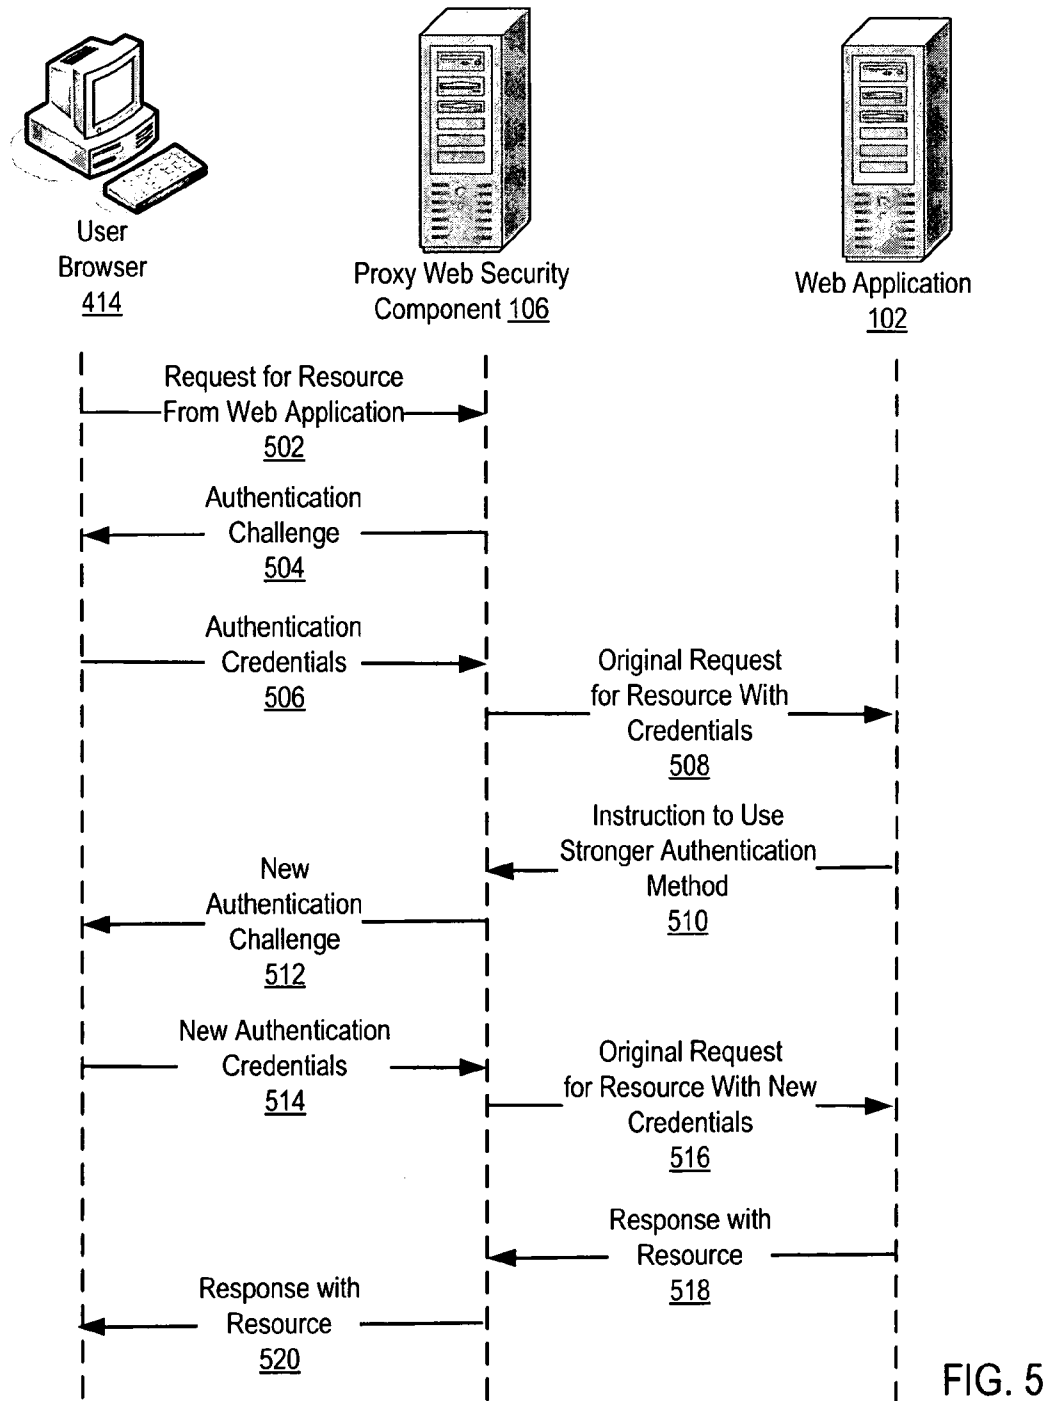 User
Browser
414
Proxy Web Security
Component 106
Web Application
102
Request for Resource
From Web Application
502
Authentication
Challenge
504
Authentication
Credentials
506
Original Request
for Resource With
Credentials
508
Instruction to Use
Stronger Authentication
Method
510
New
Authentication
Challenge
512
New Authentication
Credentials
514
Original Request
for Resource With New
Credentials
516
Response with
Resource
518
Response with
Resource
520
FIG. 5